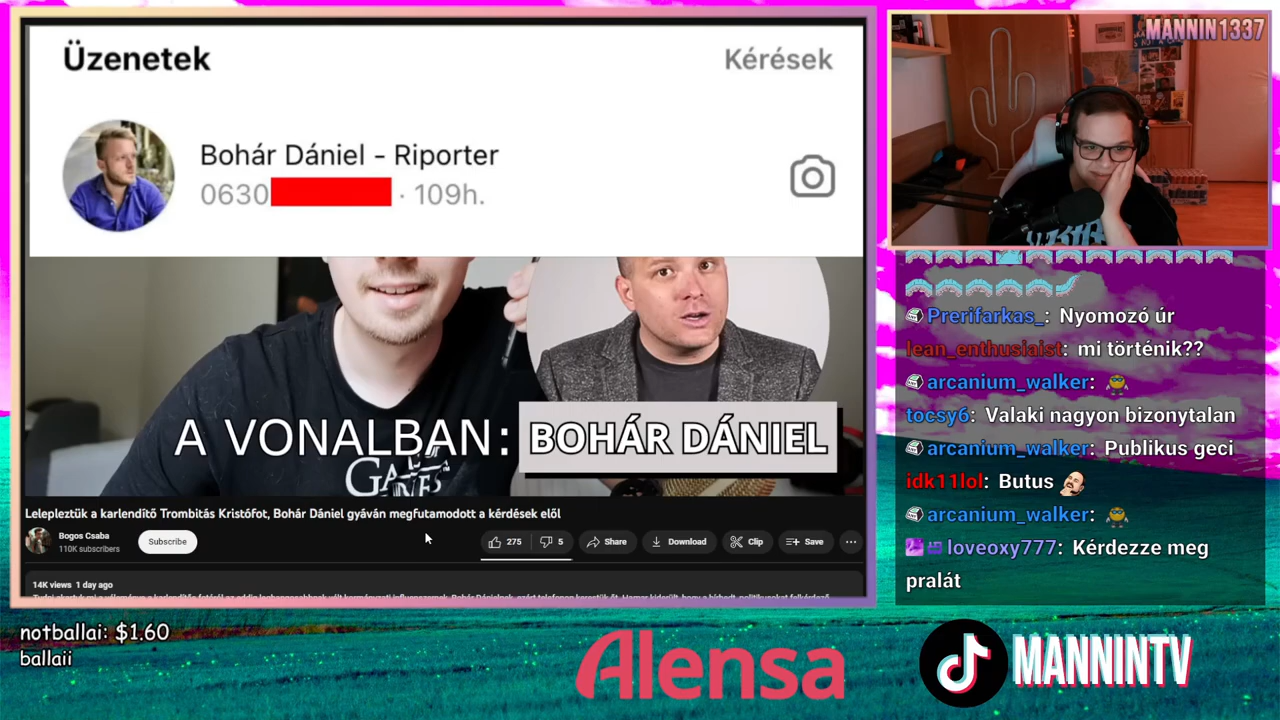 Üzenetek
Kérések
Bohár Dániel - Riporter
0630 · 109h.
A VONALBAN: BOHÁR DÁNIEL
Lelepleztük a karlendítő Trombitás Kristófot, Bohár Dániel gyáván megfutamodott a kérdések elől
Bogos Csaba
110K subscribers
Subscribe
275
5
Share
Download
Clip
Save
14K views 1 day ago
MANNIN1337
Prerifarkas_: Nyomozó úr
lean_enthusiaist: mi történik??
arcanium_walker:
tocsy6: Valaki nagyon bizonytalan
arcanium_walker: Publikus geci
idk11lol: Butus
arcanium_walker:
loveoxy777: Kérdezze meg
pralát
notballai: $1.60
ballaii
Alensa
MANNINTV